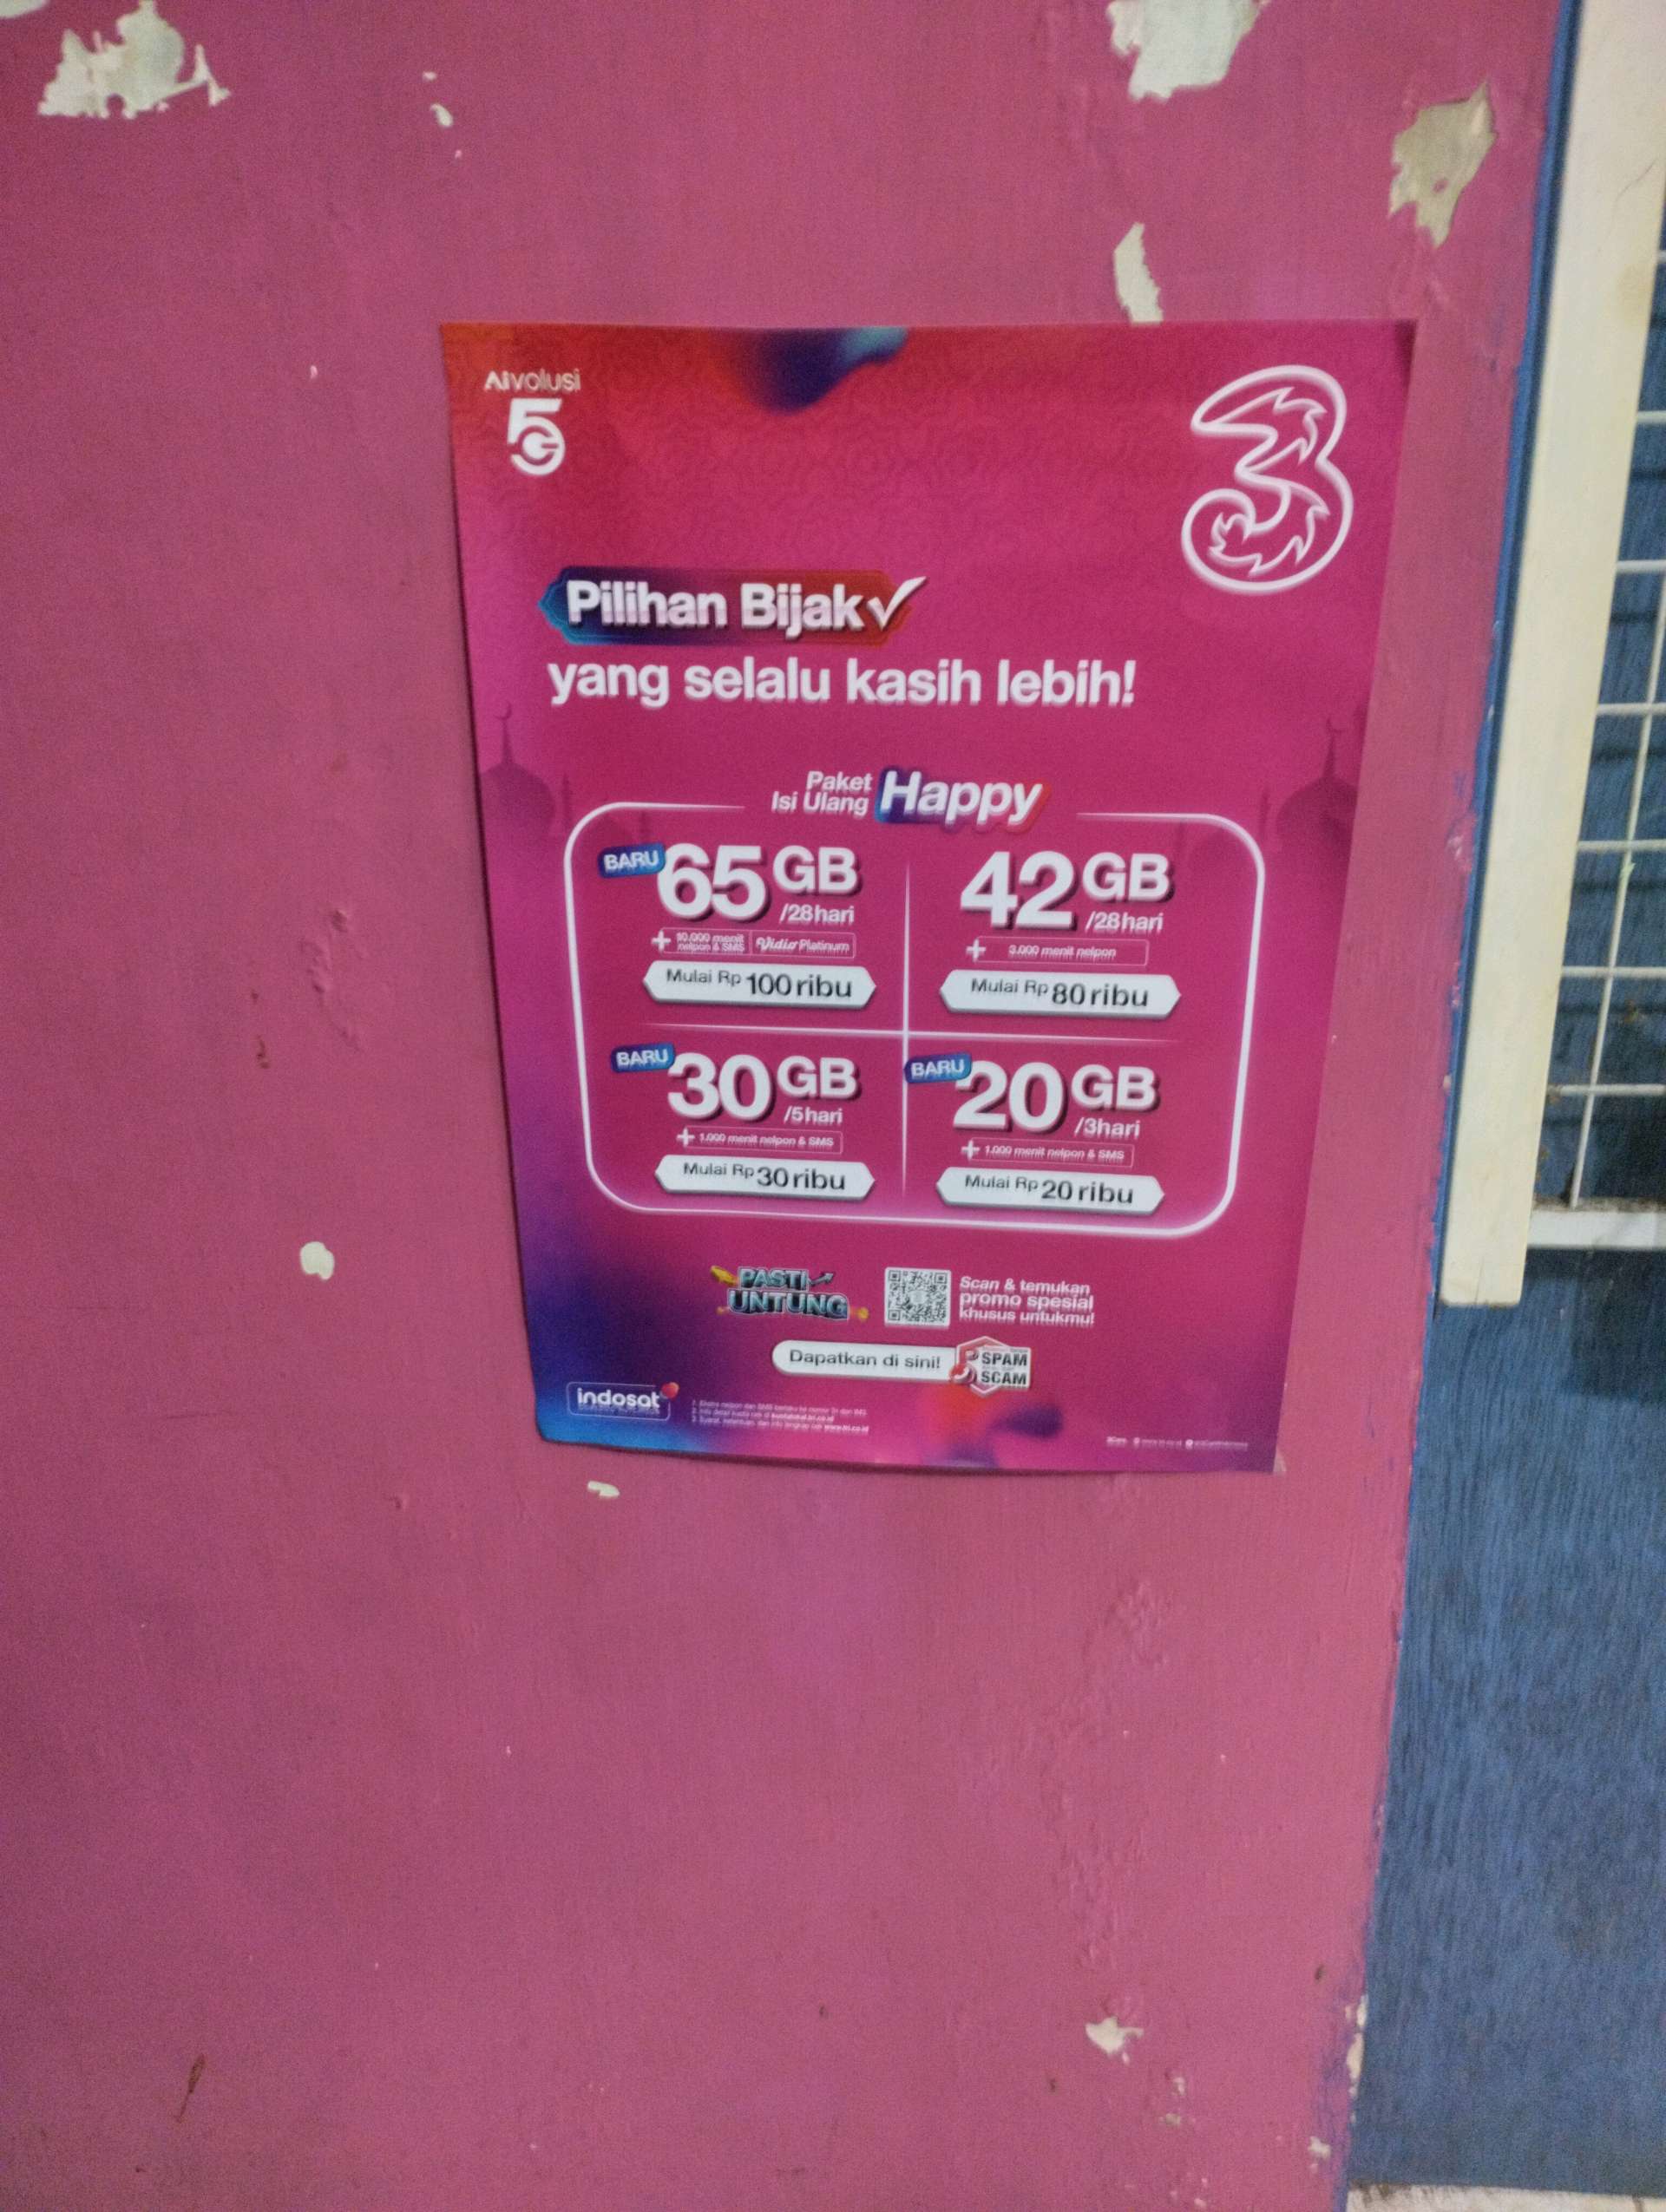 Aivolusi
5G
3
Pilihan Bijak
yang selalu kasih lebih!
Paket
Isi Ulang
Happy
BARU
65 GB
/28hari
+ 10.000 menit
nelpon & SMS
Vidio Platinum
Mulai Rp 100 ribu
42 GB
/28hari
+ 3.000 menit nelpon
Mulai Rp 80 ribu
BARU
30 GB
/5hari
+ 1.000 menit nelpon & SMS
Mulai Rp 30 ribu
BARU
20 GB
/3hari
+ 1.000 menit nelpon & SMS
Mulai Rp 20 ribu
PASTI
UNTUNG
Scan & temukan
promo spesial
khusus untukmu!
Dapatkan di sini!
SPAM
SCAM
indosat